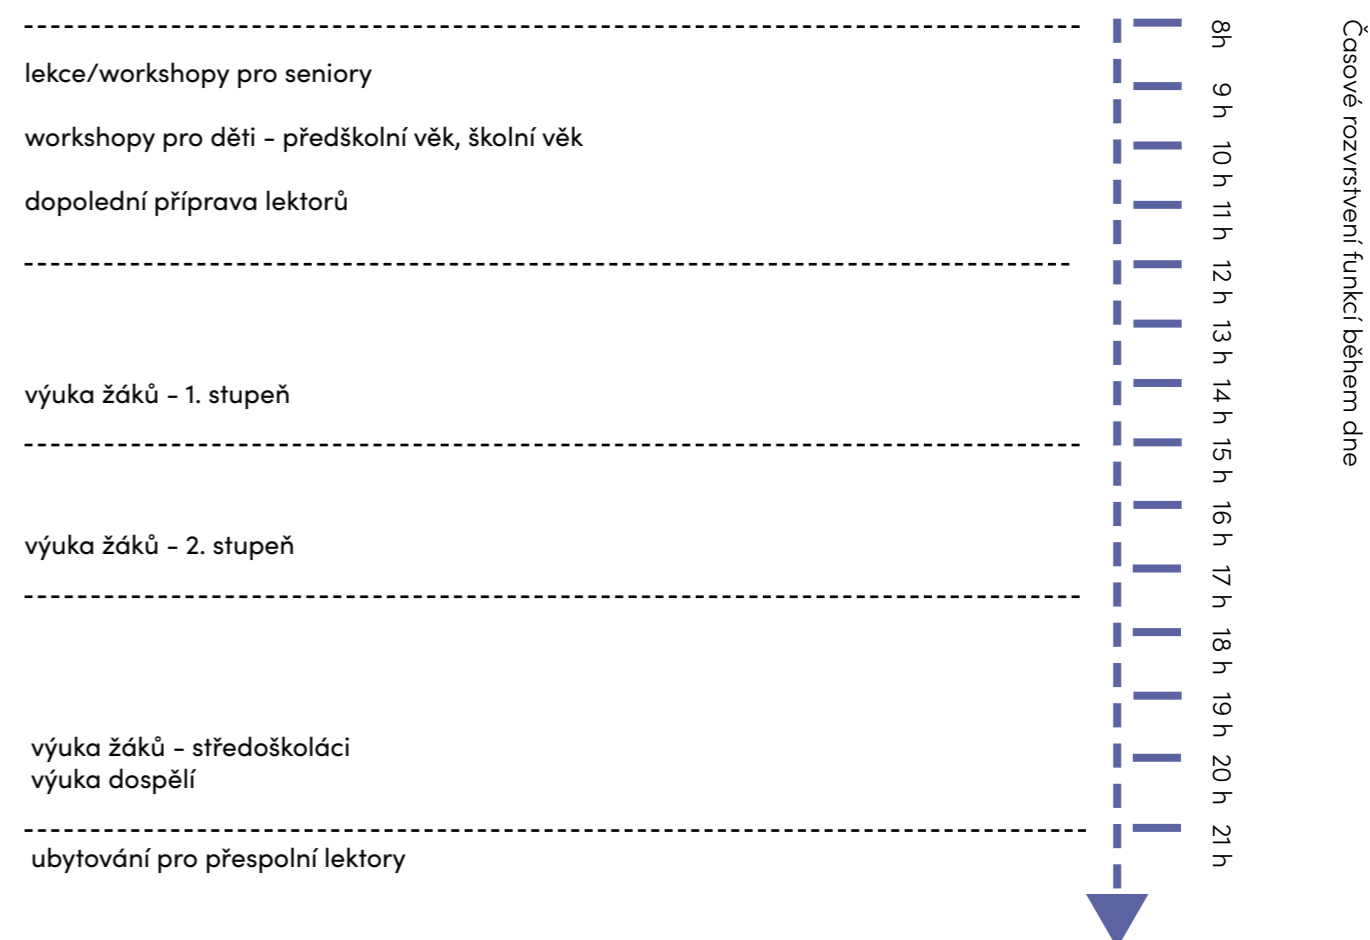 Časové rozvrstvení funkcí během dne
8h
lekce/workshopy pro seniory
9 h
workshopy pro děti - předškolní věk, školní věk
10 h
dopolední příprava lektorů
11 h
12 h
13 h
výuka žáků - 1. stupeň
14 h
15 h
16 h
výuka žáků - 2. stupeň
17 h
18 h
19 h
výuka žáků - středoškoláci
20 h
výuka dospělí
21 h
ubytování pro přespolní lektory